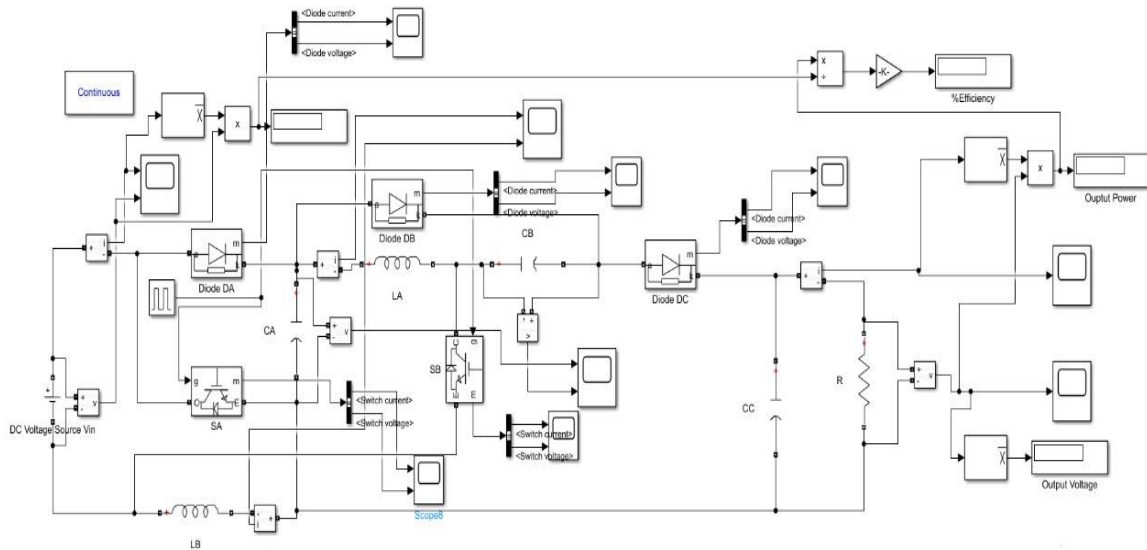 <Diode current>
<Diode voltage>
Continuous
X
x
x
÷
-K-
%Efficiency
X
x
Ouptut Power
m
a
k
Diode DB
<Diode current>
<Diode voltage>
CB
<Diode current>
<Diode voltage>
m
a
k
Diode DC
+
i
-
m
a
k
Diode DA
+
i
-
LA
+
i
-
CA
+
-
v
+
-
v
C
g
SB
E
m
g
m
C
E
SA
<Switch current>
<Switch voltage>
<Switch current>
<Switch voltage>
CC
R
+
-
v
+
-
v
DC Voltage Source Vin
X
Output Voltage
Scope8
LB
-
i
+